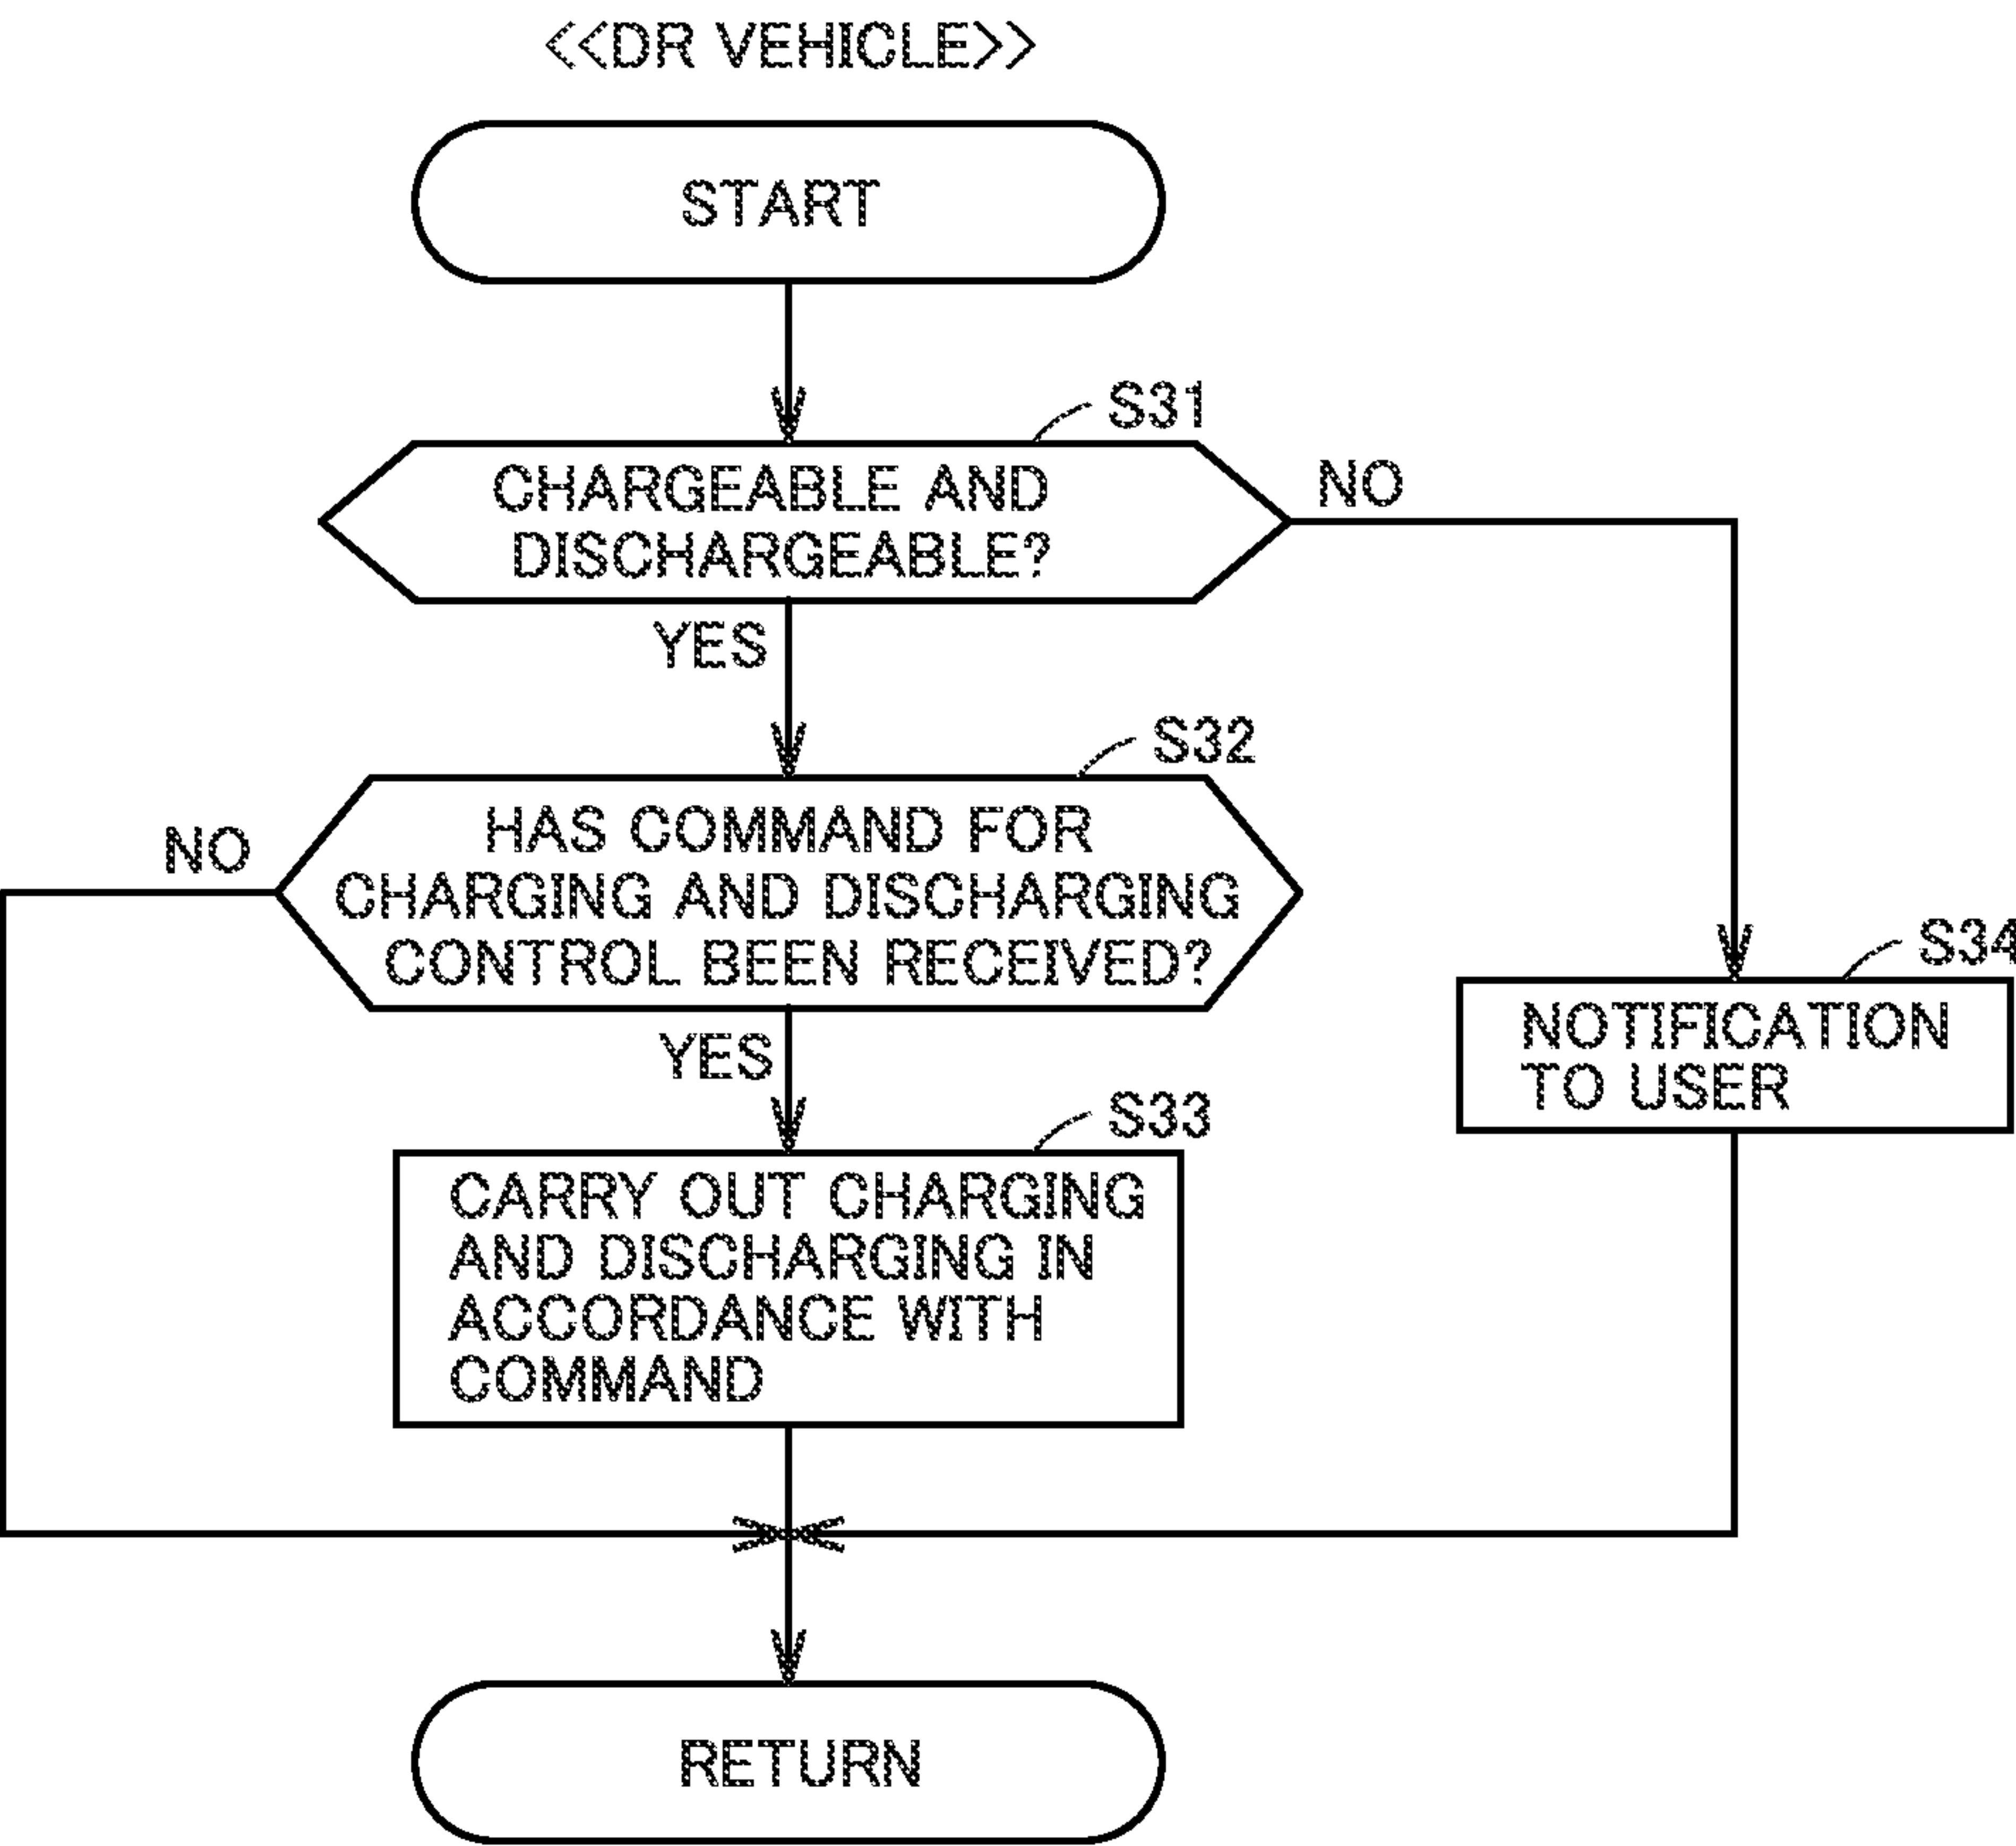 <<DR VEHICLE>>
START
S31
CHARGEABLE AND
DISCHARGEABLE?
NO
YES
S32
HAS COMMAND FOR
CHARGING AND DISCHARGING
CONTROL BEEN RECEIVED?
NO
YES
S34
NOTIFICATION
TO USER
S33
CARRY OUT CHARGING
AND DISCHARGING IN
ACCORDANCE WITH
COMMAND
RETURN